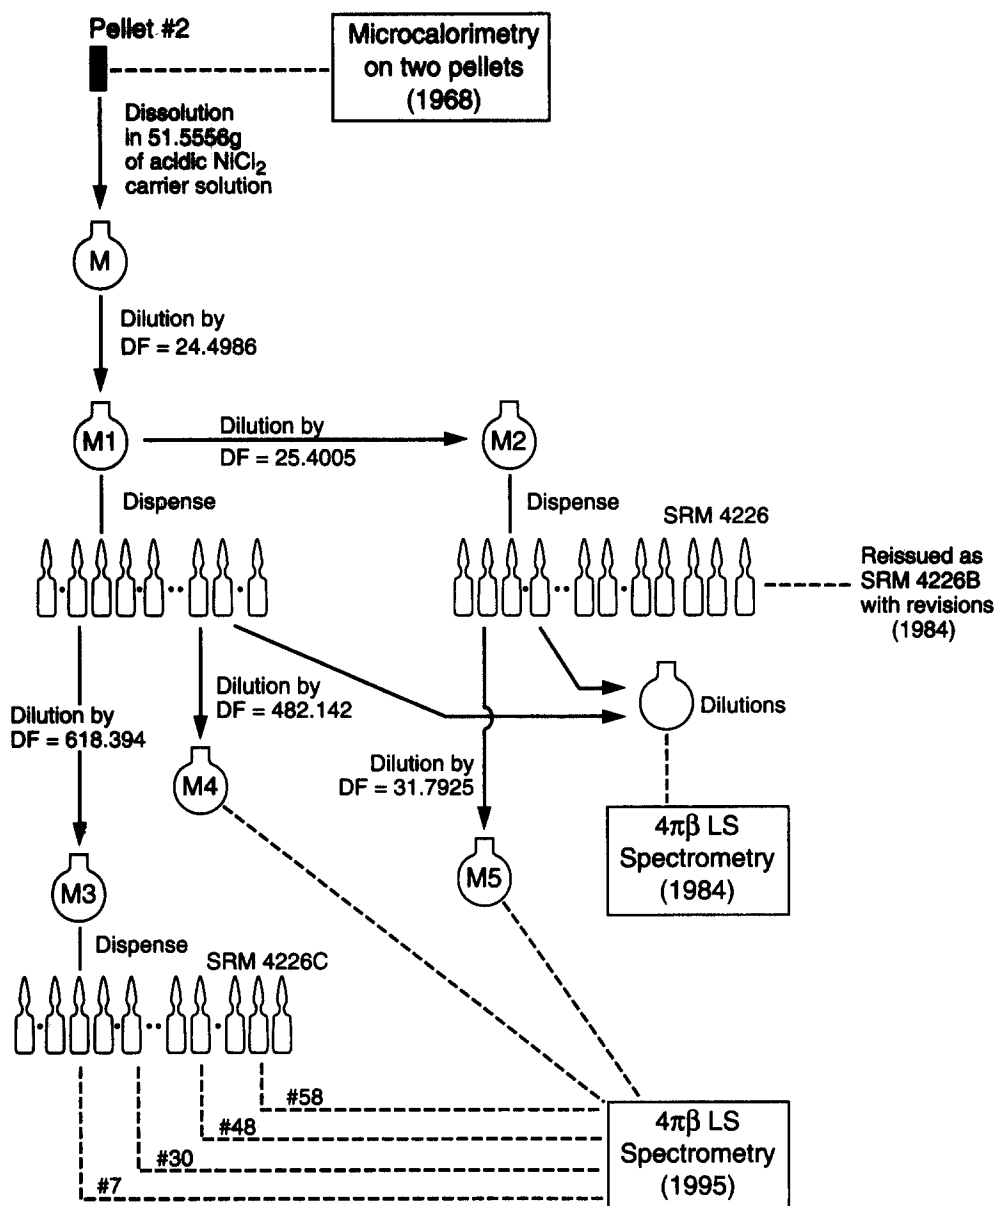 Pellet #2
Microcalorimetry
on two pellets
(1968)
Dissolution
in 51.5556g
of acidic NiCl₂
carrier solution
M
Dilution by
DF = 24.4986
M1
Dilution by
DF = 25.4005
M2
Dispense
Dispense
SRM 4226
Reissued as
SRM 4226B
with revisions
(1984)
Dilution by
DF = 618.394
Dilution by
DF = 482.142
Dilutions
M4
Dilution by
DF = 31.7925
4πβ LS
Spectrometry
(1984)
M3
M5
Dispense
SRM 4226C
#58
#48
#30
#7
4πβ LS
Spectrometry
(1995)